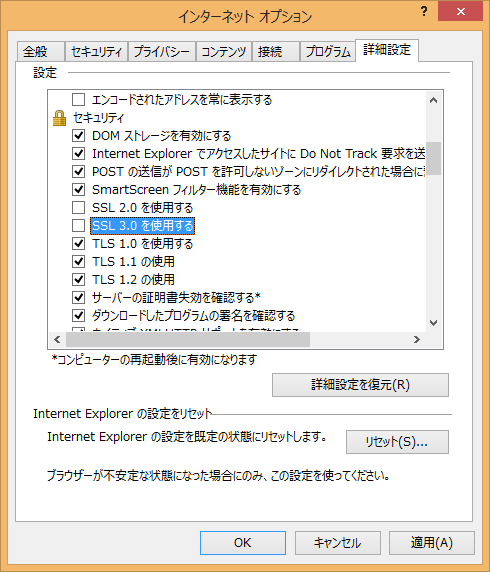 インターネット オプション
?
×
全般 セキュリティ プライバシー コンテンツ 接続 プログラム 詳細設定
設定
エンコードされたアドレスを常に表示する
セキュリティ
DOM ストレージを有効にする
Internet Explorer でアクセスしたサイトに Do Not Track 要求を送
POST の送信が POST を許可しないゾーンにリダイレクトされた場合に
SmartScreen フィルター機能を有効にする
SSL 2.0 を使用する
SSL 3.0 を使用する
TLS 1.0 を使用する
TLS 1.1 の使用
TLS 1.2 の使用
サーバーの証明書失効を確認する*
ダウンロードしたプログラムの署名を確認する
ネイティブ XMLHTTP サポートを有効にする
*コンピューターの再起動後に有効になります
詳細設定を復元(R)
Internet Explorer の設定をリセット
Internet Explorer の設定を既定の状態にリセットします。
リセット(S)...
ブラウザーが不安定な状態になった場合にのみ、この設定を使ってください。
OK キャンセル 適用(A)